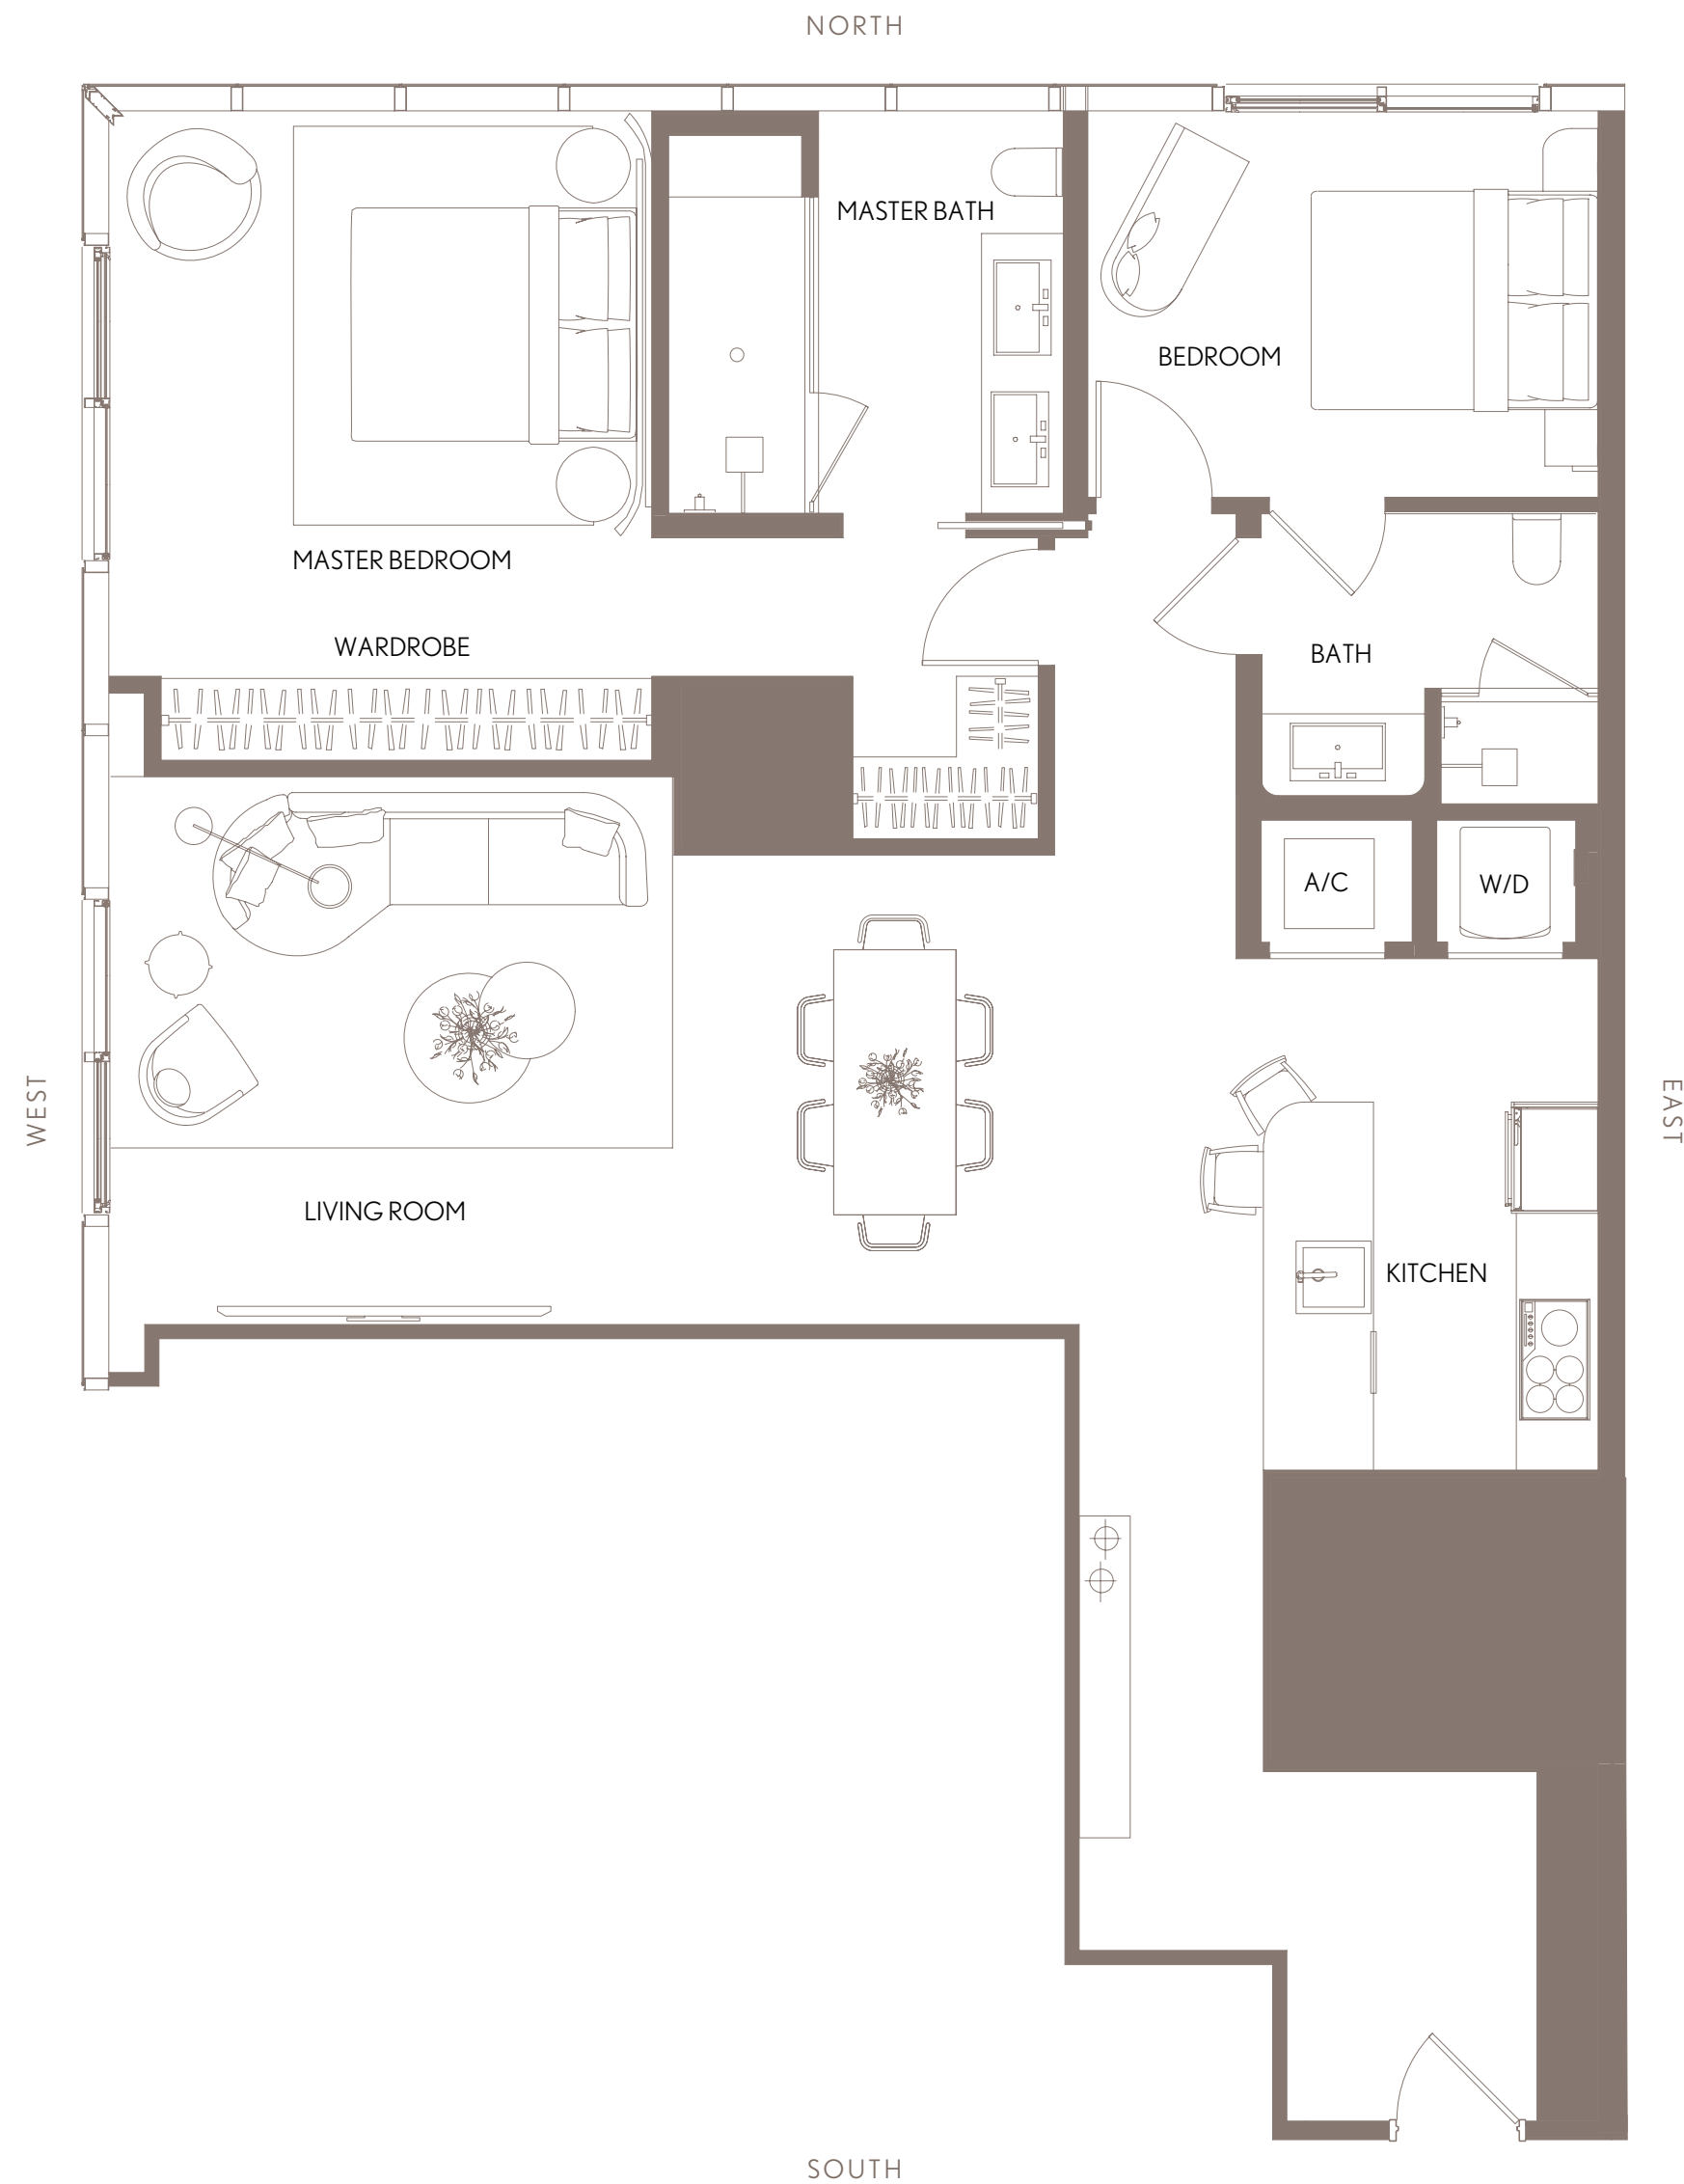 NORTH
MASTER BATH
BEDROOM
MASTER BEDROOM
WARDROBE
BATH
A/C
W/D
WEST
EAST
LIVING ROOM
KITCHEN
SOUTH